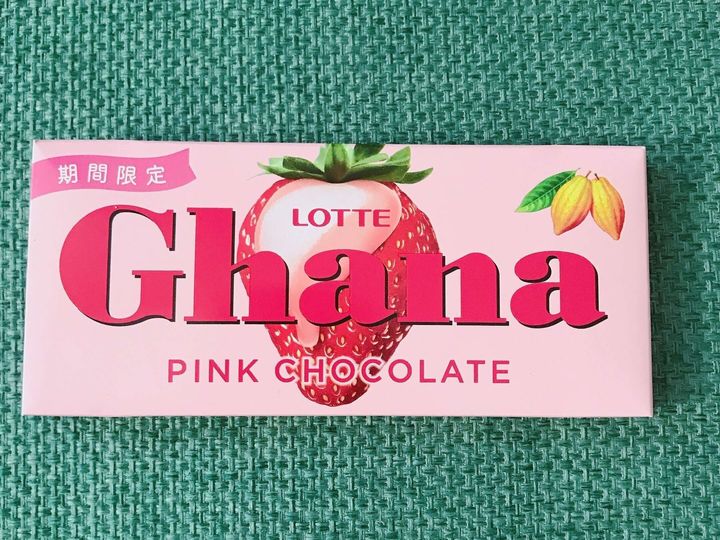 期間限定
LOTTE
Ghana
PINK CHOCOLATE